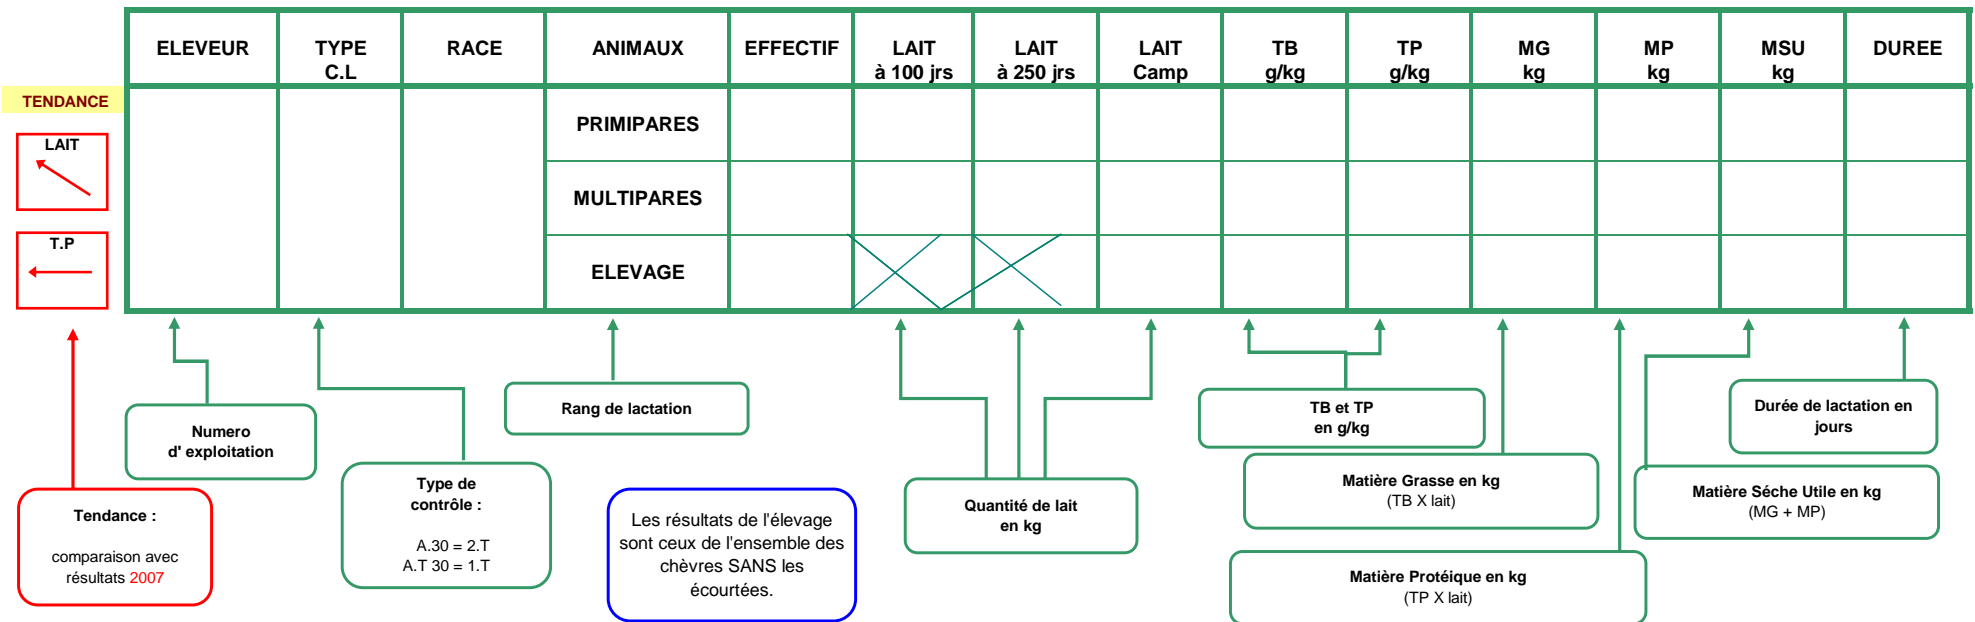 ELEVEUR
TYPE
C.L
RACE
ANIMAUX
EFFECTIF
LAIT
à 100 jrs
LAIT
à 250 jrs
LAIT
Camp
TB
g/kg
TP
g/kg
MG
kg
MP
kg
MSU
kg
DUREE
TENDANCE
LAIT
T.P
PRIMIPARES
MULTIPARES
ELEVAGE
Tendance :
comparaison avec
résultats 2007
Numero
d' exploitation
Type de
contrôle :
A.30 = 2.T
A.T 30 = 1.T
Rang de lactation
Les résultats de l'élevage
sont ceux de l'ensemble des
chèvres SANS les
écourtées.
Quantité de lait
en kg
TB et TP
en g/kg
Matière Grasse en kg
(TB X lait)
Matière Protéique en kg
(TP X lait)
Matière Séche Utile en kg
(MG + MP)
Durée de lactation en
jours